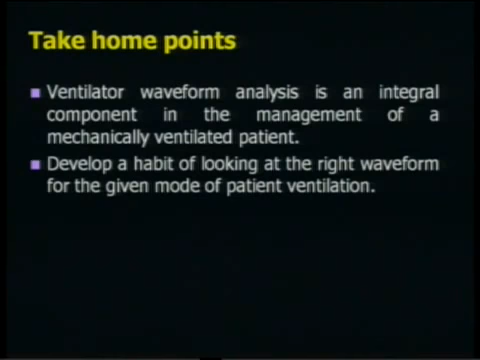 Take home points
Ventilator waveform analysis is an integral
component in the management of a
mechanically ventilated patient.
Develop a habit of looking at the right waveform
for the given mode of patient ventilation.